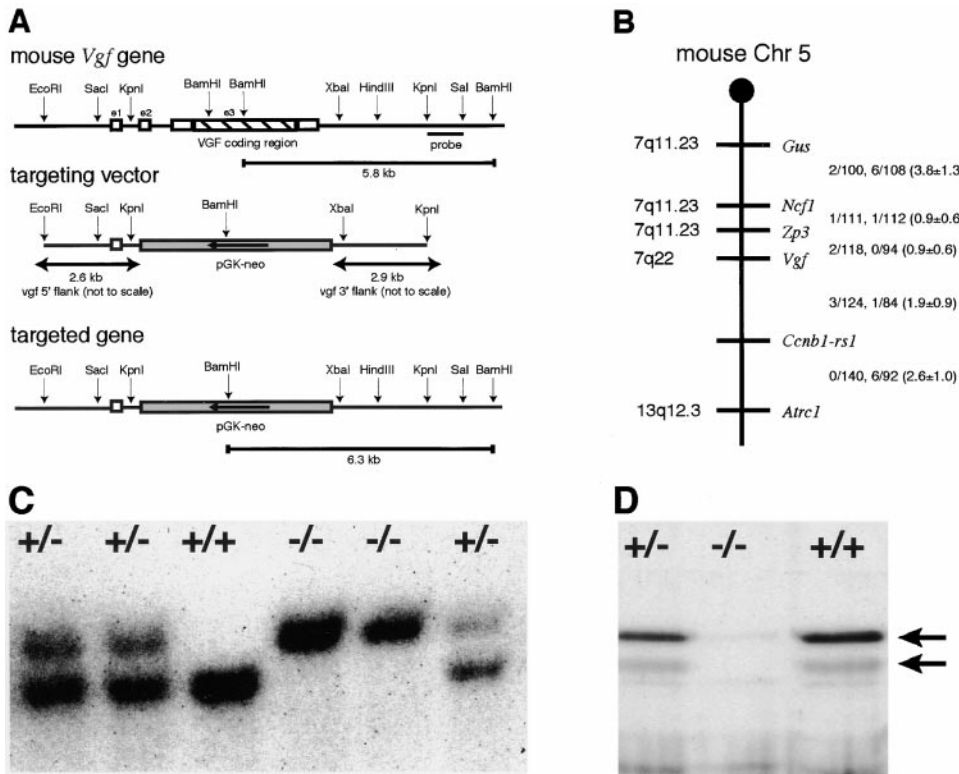 A
mouse Vgf gene
EcoRI SacI KpnI BamHI BamHI XbaI HindIII KpnI Sal BamHI
e1 e2 e3
VGF coding region
probe
5.8 kb
targeting vector
EcoRI SacI KpnI BamHI XbaI KpnI
pGK-neo
2.6 kb 2.9 kb
vgf 5' flank (not to scale) vgf 3' flank (not to scale)
targeted gene
EcoRI SacI KpnI BamHI XbaI HindIII KpnI Sal BamHI
pGK-neo
6.3 kb
B
mouse Chr 5
7q11.23 Gus
2/100, 6/108 (3.8±1.3
7q11.23 Ncf1
1/111, 1/112 (0.9±0.6
7q11.23 Zp3
2/118, 0/94 (0.9±0.6)
7q22 Vgf
3/124, 1/84 (1.9±0.9)
Ccnb1-rs1
0/140, 6/92 (2.6±1.0)
13q12.3 Atrc1
C
+/- +/- +/+ -/- -/- +/-
D
+/- -/- +/+